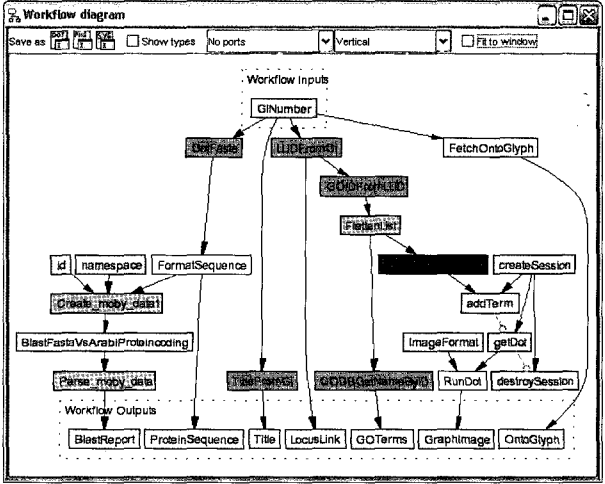 Workflow diagram
Save as Show types No ports Vertical Fit to window
Workflow Inputs
GINumber
GetFasta LLIDFromGi FetchOntoGlyph
GOIDFromLLID
FlattenList
id namespace FormatSequence createSession
Create_moby_data1 addTerm
BlastFastaVsArabiProteincoding ImageFormat getDot
Parse_moby_data TitleFromGi GODBGetNameByID RunDot destroySession
Workflow Outputs
BlastReport ProteinSequence Title LocusLink GOTerms GraphImage OntoGlyph